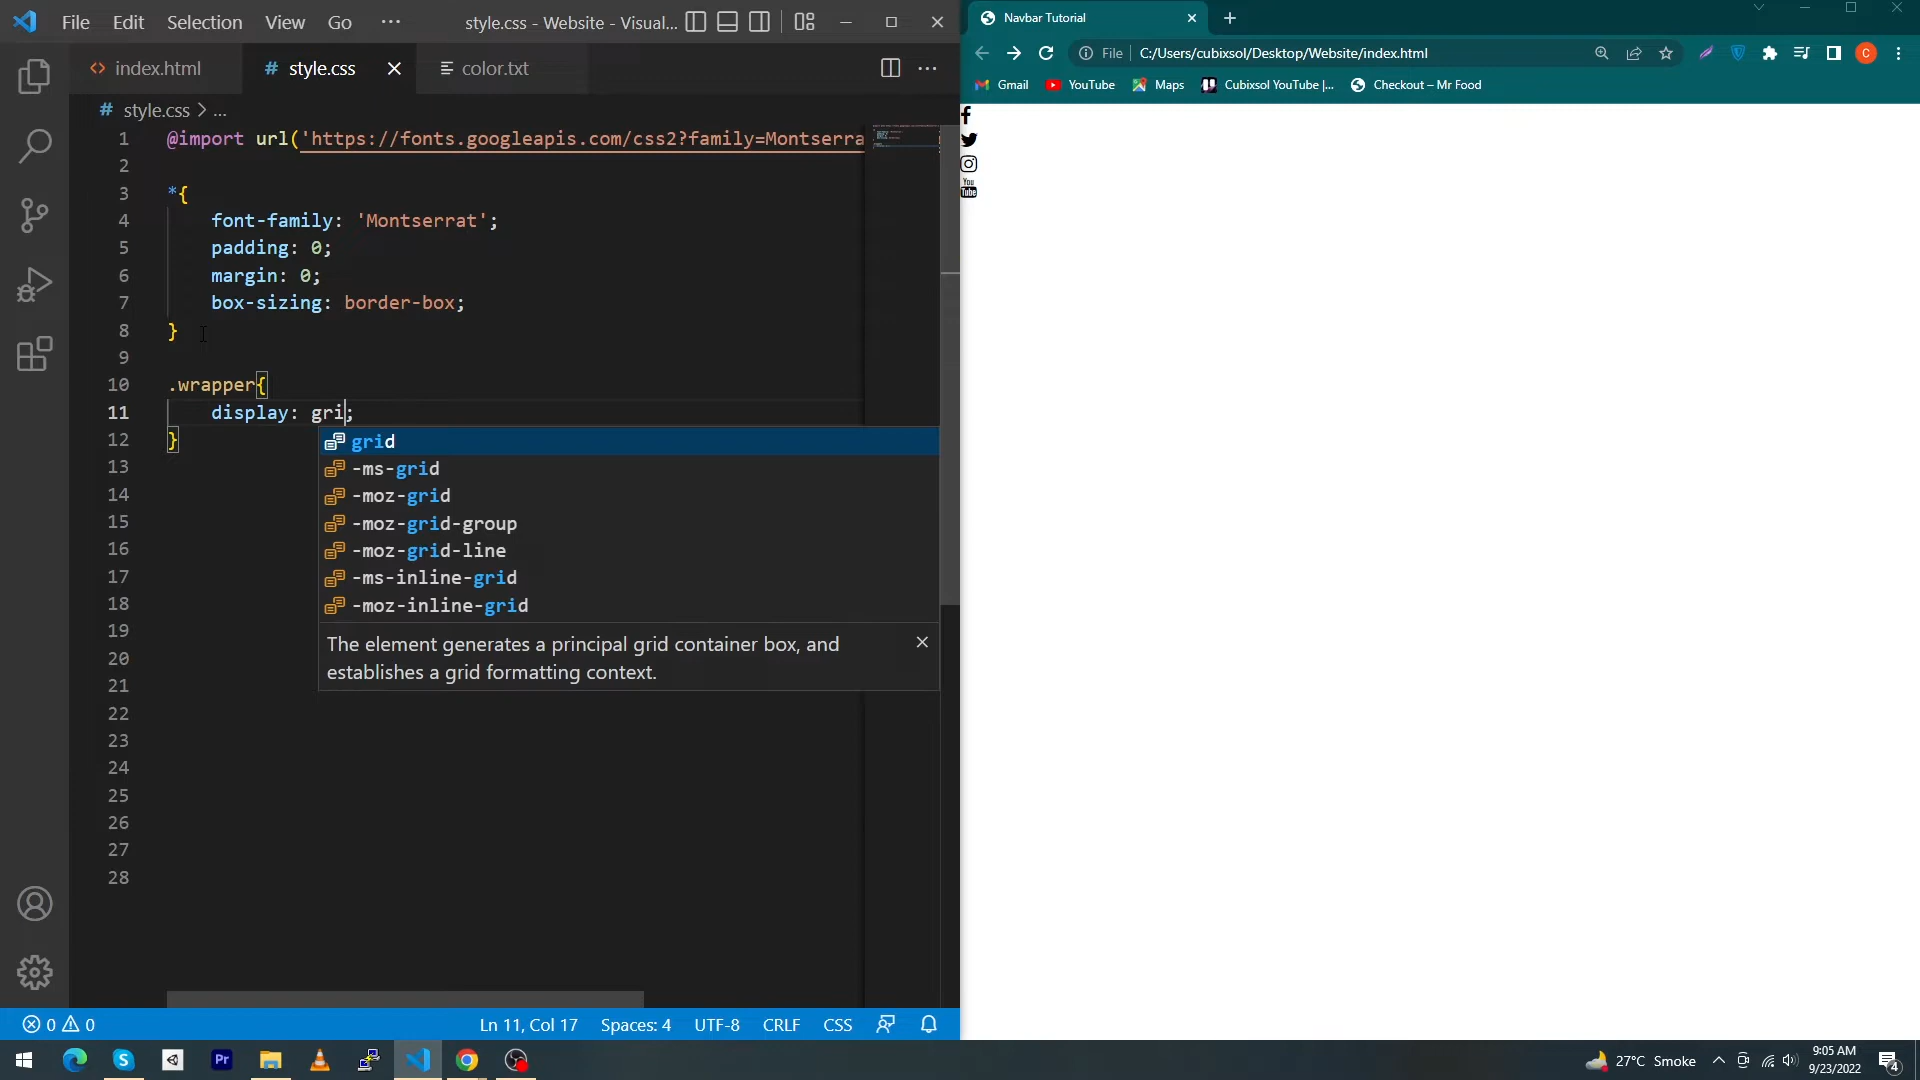 File Edit Selection View Go ··· style.css - Website - Visual...
index.html # style.css color.txt
# style.css > ...
1 @import url('https://fonts.googleapis.com/css2?family=Montserra
2
3 *{
4 font-family: 'Montserrat';
5 padding: 0;
6 margin: 0;
7 box-sizing: border-box;
8 }
9
10 .wrapper{
11 display: gri;
12 }
13
14
15
16
17
18
19
20
21
22
23
24
25
26
27
28
grid
-ms-grid
-moz-grid
-moz-grid-group
-moz-grid-line
-ms-inline-grid
-moz-inline-grid
The element generates a principal grid container box, and
establishes a grid formatting context.
0 0 Ln 11, Col 17 Spaces: 4 UTF-8 CRLF CSS
Navbar Tutorial
File C:/Users/cubixsol/Desktop/Website/index.html C
Gmail YouTube Maps Cubixsol YouTube |... Checkout – Mr Food
You
Tube
S Pr 27°C Smoke 9:05 AM
9/23/2022 4